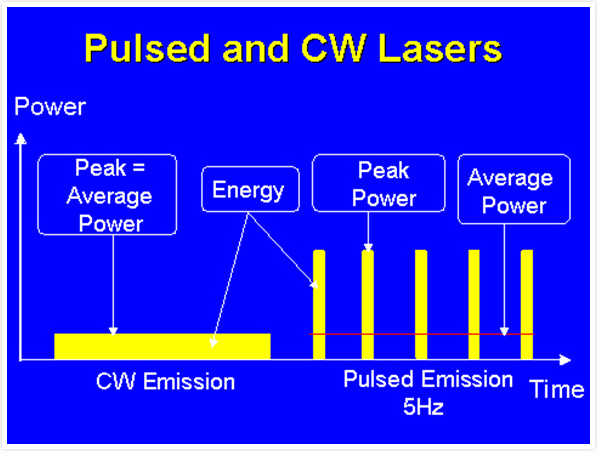 Pulsed and CW Lasers
Power
Peak =
Average
Power
Energy
Peak
Power
Average
Power
CW Emission
Pulsed Emission
5Hz
Time